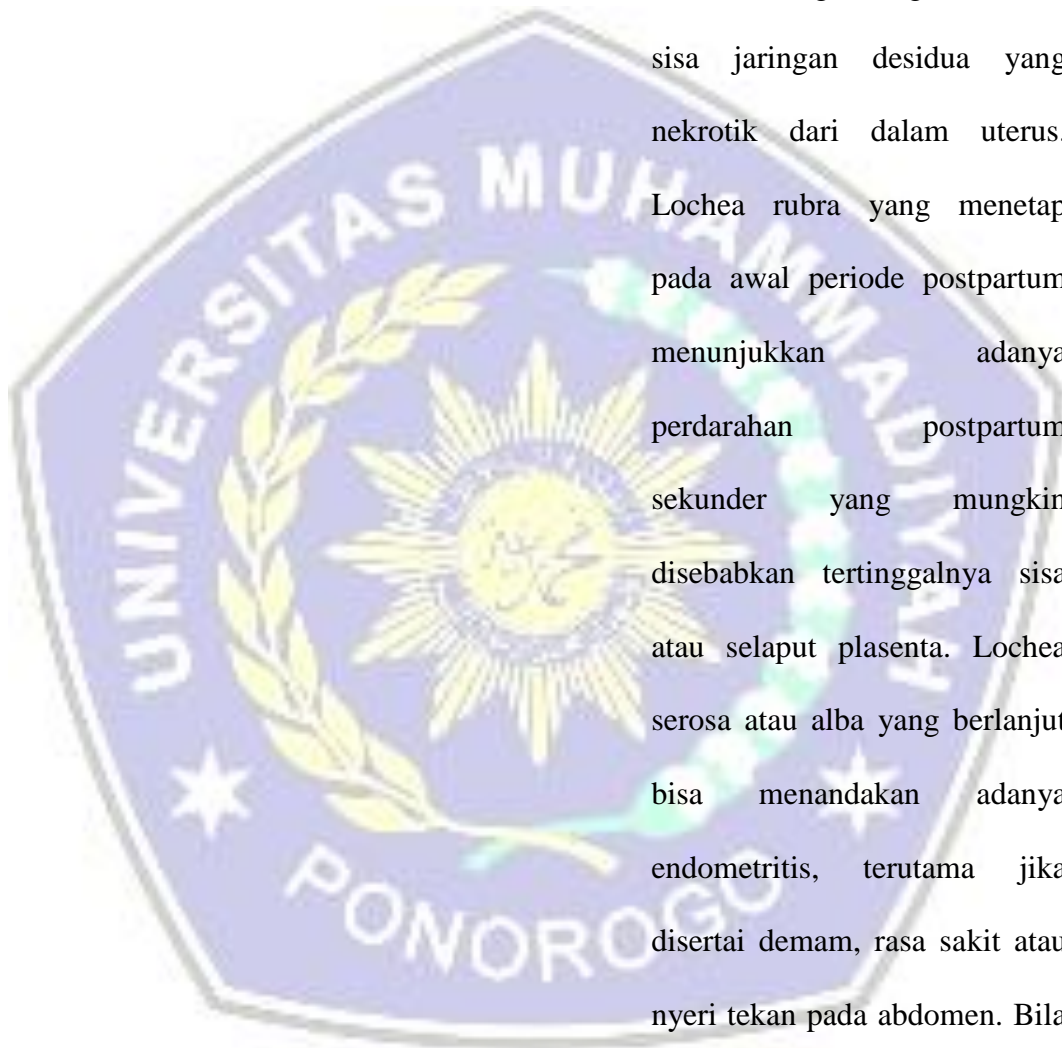 sisa jaringan desidua yang
nekrotik dari dalam uterus.
Lochea rubra yang menetap
pada awal periode postpartum
menunjukkan adanya
perdarahan postpartum
sekunder yang mungkin
disebabkan tertinggalnya sisa
atau selaput plasenta. Lochea
serosa atau alba yang berlanjut
bisa menandakan adanya
endometritis, terutama jika
disertai demam, rasa sakit atau
nyeri tekan pada abdomen. Bila
UNIVERSITAS MUHAMMADIYAH
PONOROGO